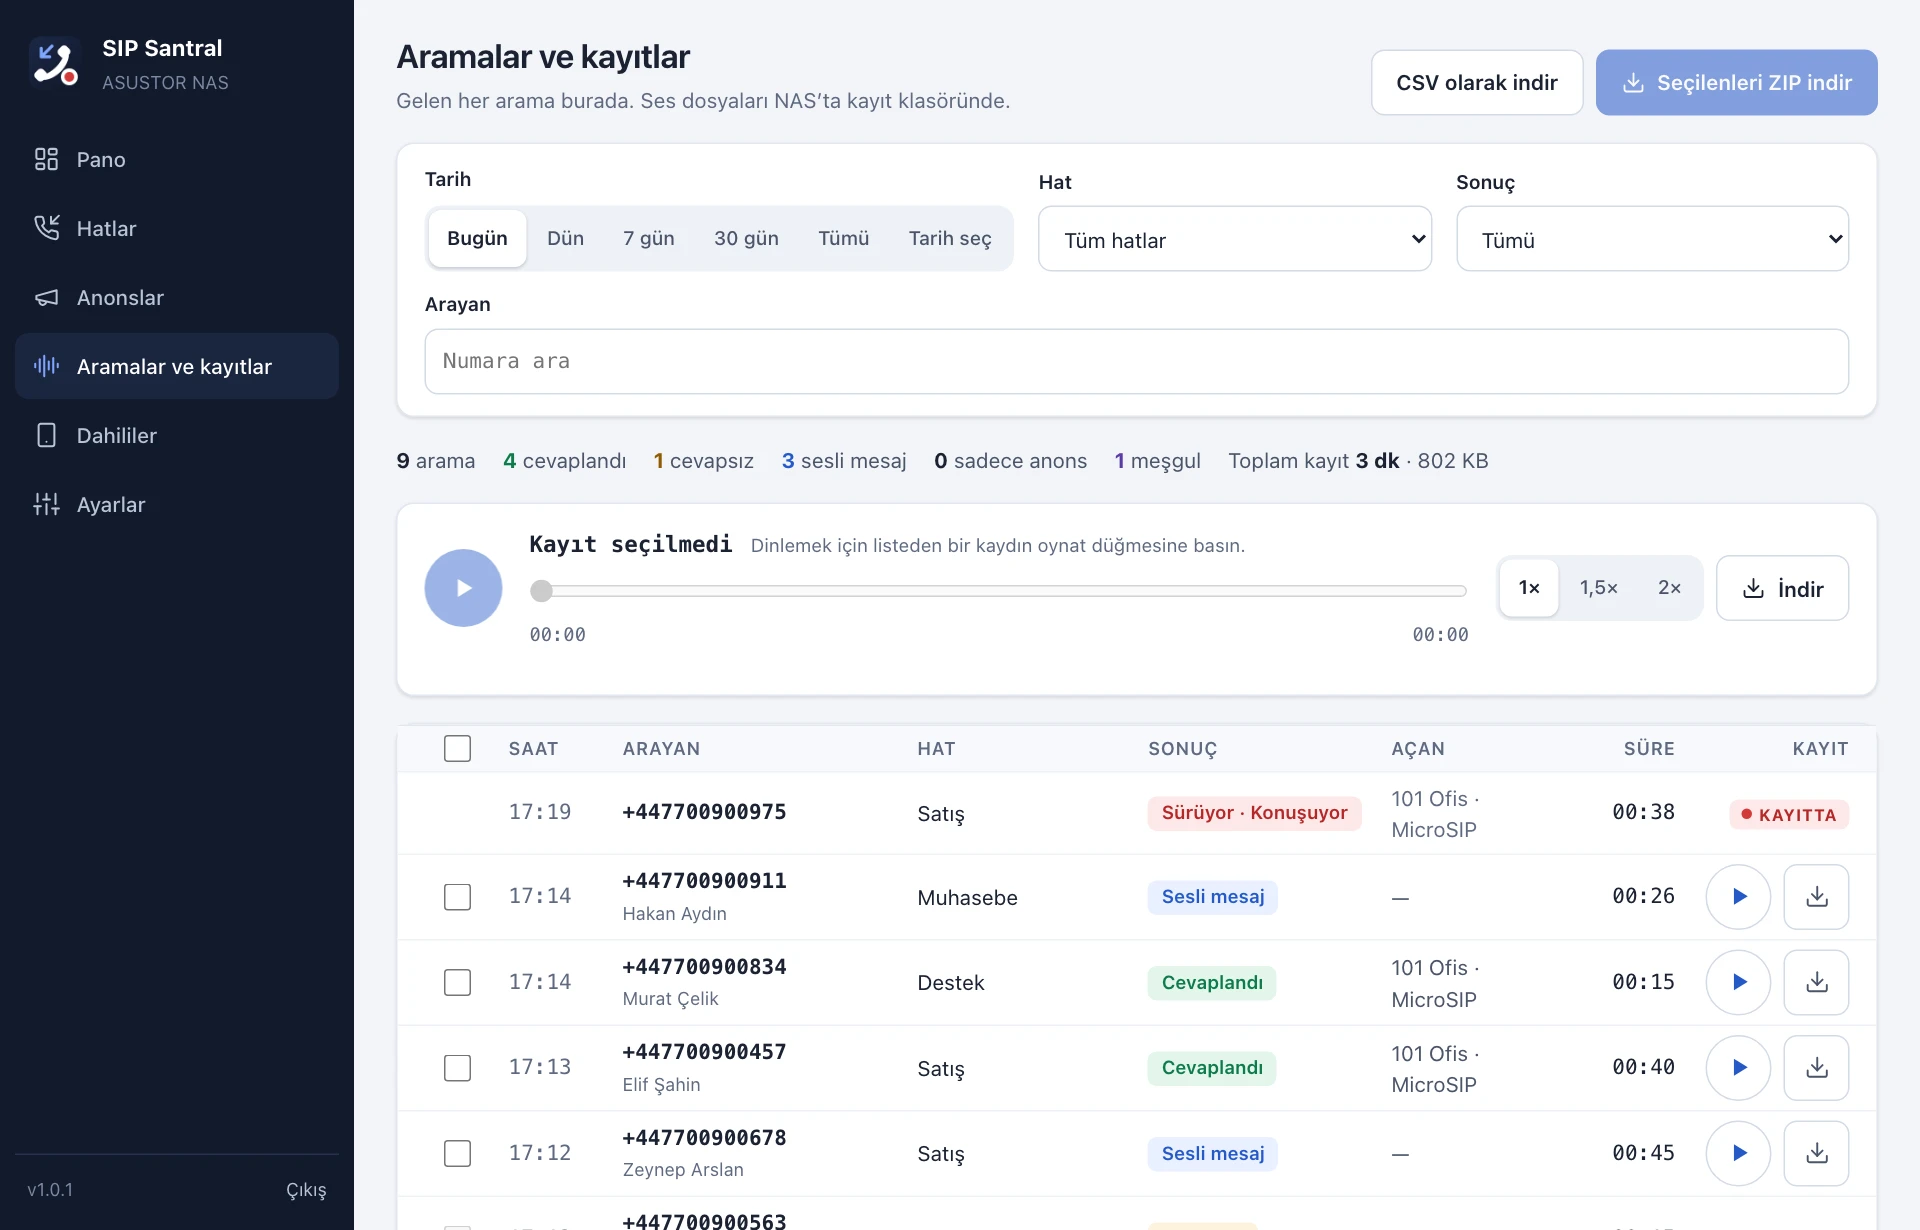 SIP Santral
ASUSTOR NAS
Pano
Hatlar
Anonslar
Aramalar ve kayıtlar
Dahililer
Ayarlar
v1.0.1 Çıkış
Aramalar ve kayıtlar
Gelen her arama burada. Ses dosyaları NAS’ta kayıt klasöründe.
CSV olarak indir Seçilenleri ZIP indir
Tarih Hat Sonuç
Bugün Dün 7 gün 30 gün Tümü Tarih seç Tüm hatlar Tümü
Arayan
Numara ara
9 arama 4 cevaplandı 1 cevapsız 3 sesli mesaj 0 sadece anons 1 meşgul Toplam kayıt 3 dk · 802 KB
Kayıt seçilmedi Dinlemek için listeden bir kaydın oynat düğmesine basın.
00:00 00:00
1× 1,5× 2× İndir
SAAT ARAYAN HAT SONUÇ AÇAN SÜRE KAYIT
17:19 +447700900975 Satış Sürüyor · Konuşuyor 101 Ofis · 00:38 KAYITTA
MicroSIP
17:14 +447700900911 Muhasebe Sesli mesaj — 00:26
Hakan Aydın
17:14 +447700900834 Destek Cevaplandı 101 Ofis · 00:15
Murat Çelik MicroSIP
17:13 +447700900457 Satış Cevaplandı 101 Ofis · 00:40
Elif Şahin MicroSIP
17:12 +447700900678 Satış Sesli mesaj — 00:45
Zeynep Arslan
+447700900563